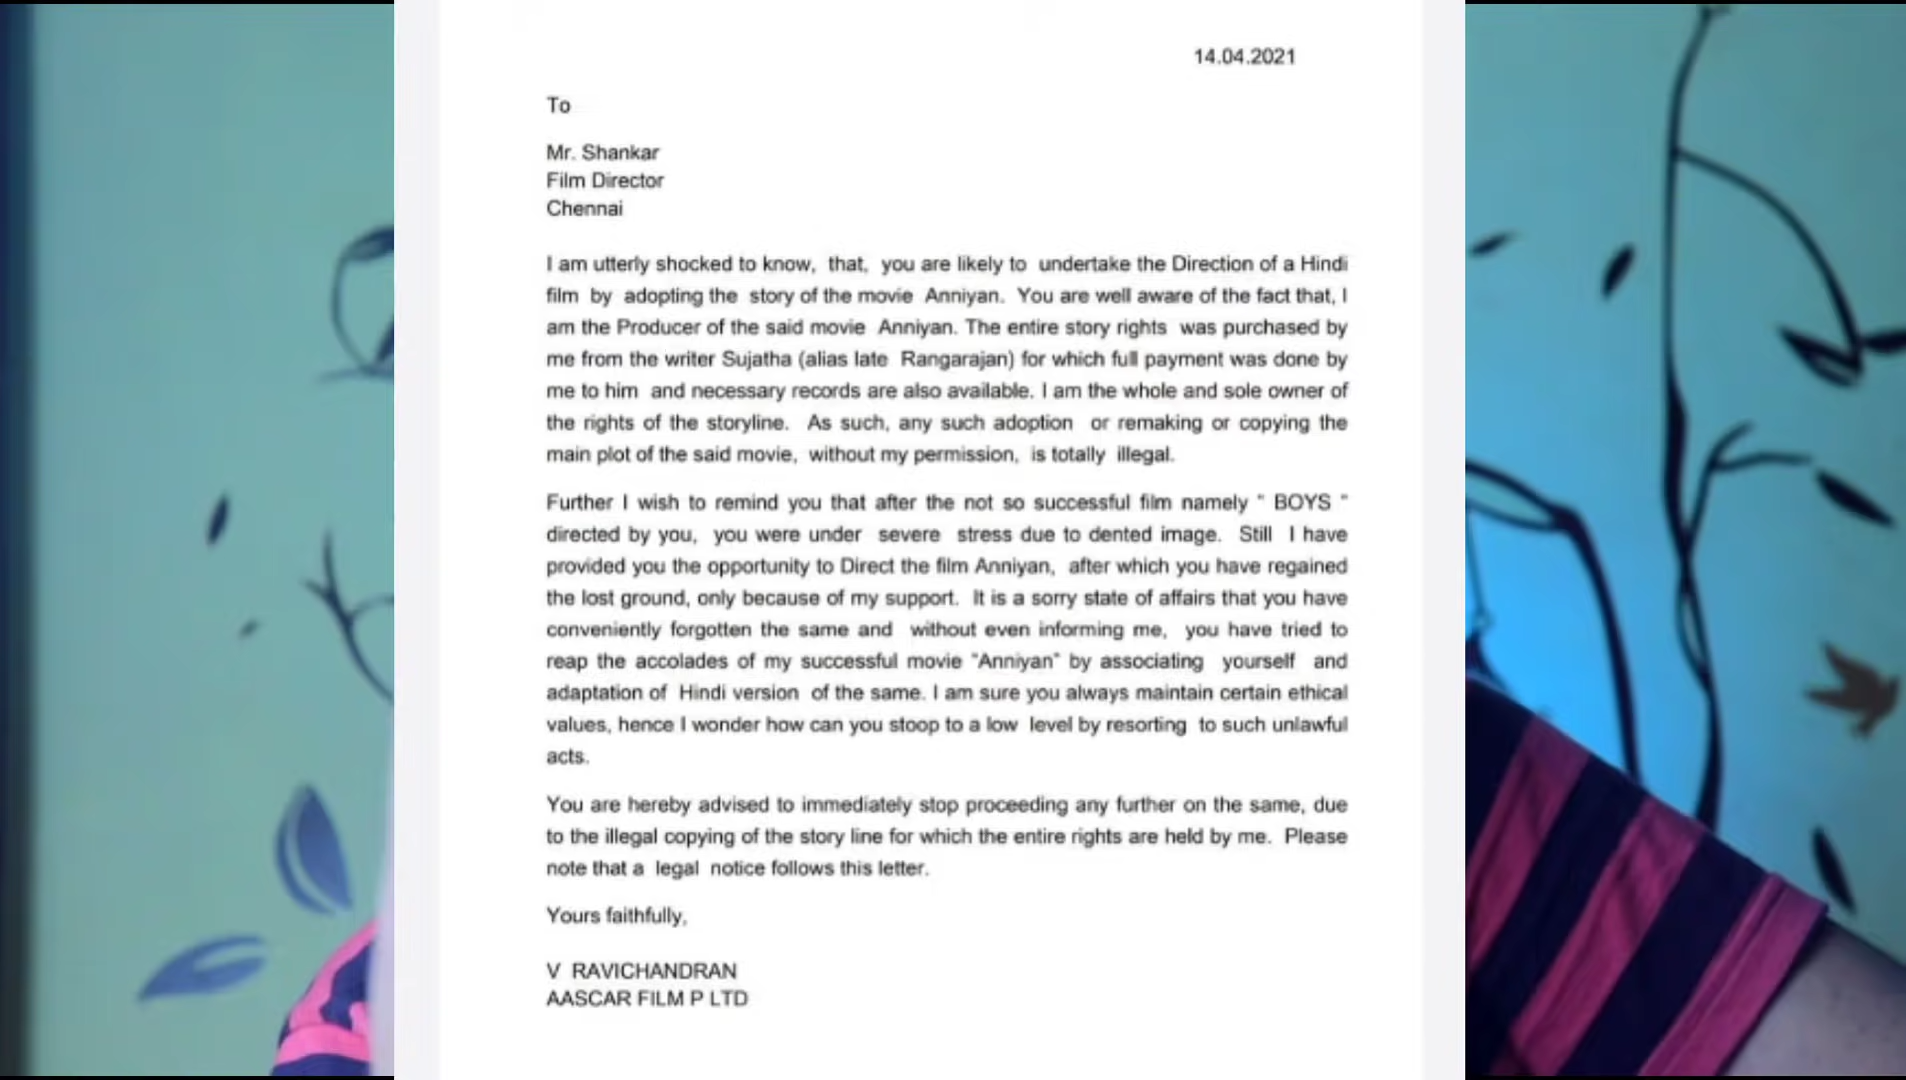 14.04.2021
To
Mr. Shankar
Film Director
Chennai
I am utterly shocked to know, that, you are likely to undertake the Direction of a Hindi
film by adopting the story of the movie Anniyan. You are well aware of the fact that, I
am the Producer of the said movie Anniyan. The entire story rights was purchased by
me from the writer Sujatha (alias late Rangarajan) for which full payment was done by
me to him and necessary records are also available. I am the whole and sole owner of
the rights of the storyline. As such, any such adoption or remaking or copying the
main plot of the said movie, without my permission, is totally illegal.
Further I wish to remind you that after the not so successful film namely " BOYS "
directed by you, you were under severe stress due to dented image. Still I have
provided you the opportunity to Direct the film Anniyan, after which you have regained
the lost ground, only because of my support. It is a sorry state of affairs that you have
conveniently forgotten the same and without even informing me, you have tried to
reap the accolades of my successful movie "Anniyan" by associating yourself and
adaptation of Hindi version of the same. I am sure you always maintain certain ethical
values, hence I wonder how can you stoop to a low level by resorting to such unlawful
acts.
You are hereby advised to immediately stop proceeding any further on the same, due
to the illegal copying of the story line for which the entire rights are held by me. Please
note that a legal notice follows this letter.
Yours faithfully,
V RAVICHANDRAN
AASCAR FILM P LTD